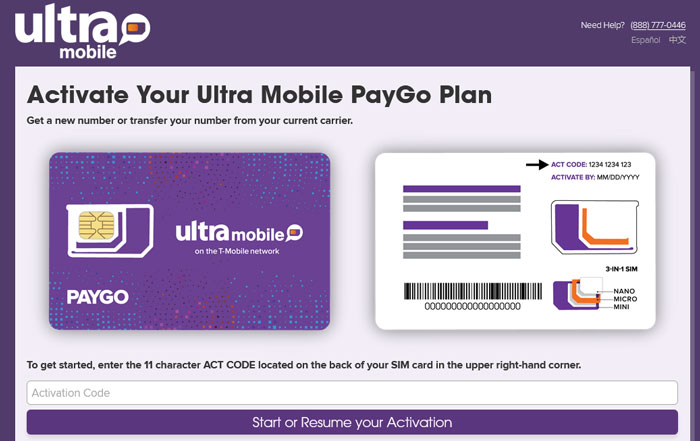 ultra
mobile
Need Help? (888) 777-0446
Español 中文
Activate Your Ultra Mobile PayGo Plan
Get a new number or transfer your number from your current carrier.
ultra mobile
on the T-Mobile network
PAYGO
ACT CODE: 1234 1234 123
ACTIVATE BY: MM/DD/YYYY
3-IN-1 SIM
NANO
MICRO
MINI
0000000000000000000
To get started, enter the 11 character ACT CODE located on the back of your SIM card in the upper right-hand corner.
Activation Code
Start or Resume your Activation